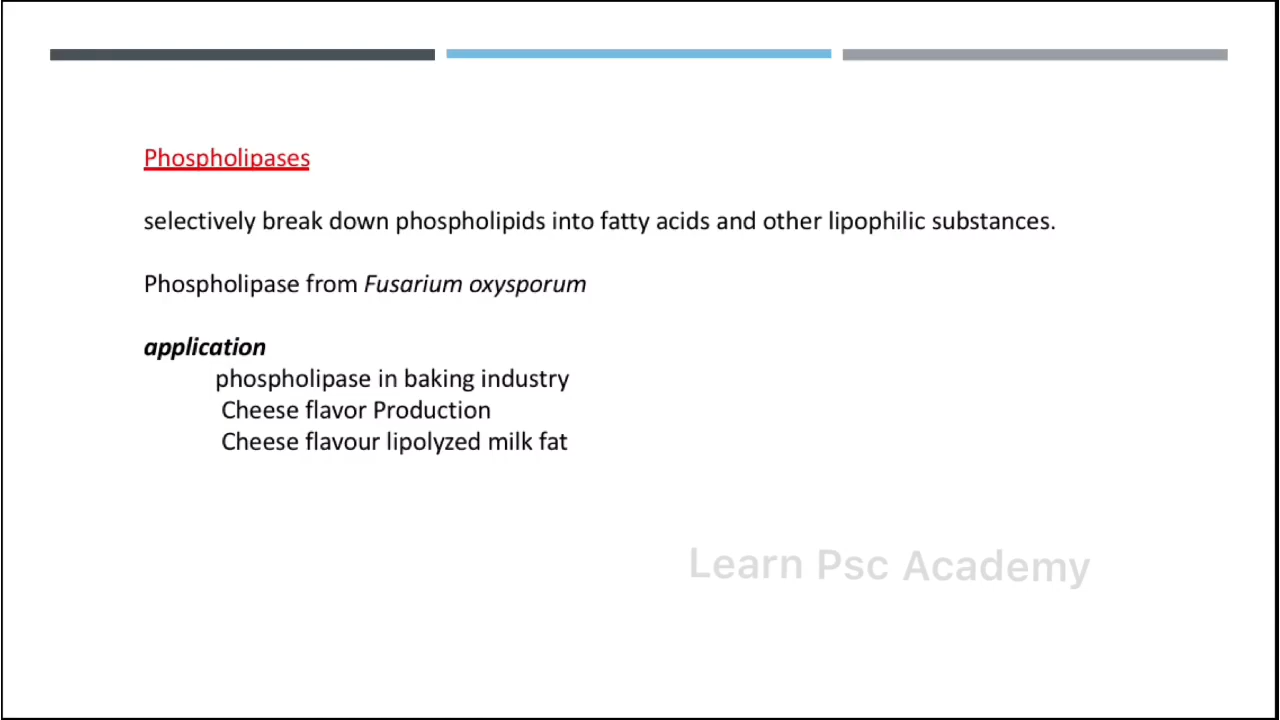 Phospholipases
selectively break down phospholipids into fatty acids and other lipophilic substances.
Phospholipase from Fusarium oxysporum
application
phospholipase in baking industry
Cheese flavor Production
Cheese flavour lipolyzed milk fat
Learn Psc Academy